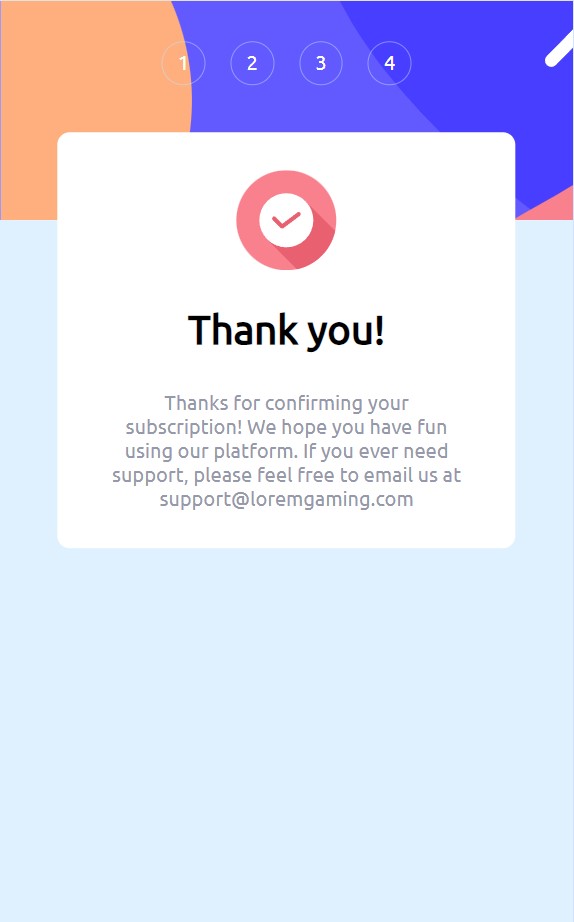 1 2 3 4
Thank you!
Thanks for confirming your
subscription! We hope you have fun
using our platform. If you ever need
support, please feel free to email us at
support@loremgaming.com